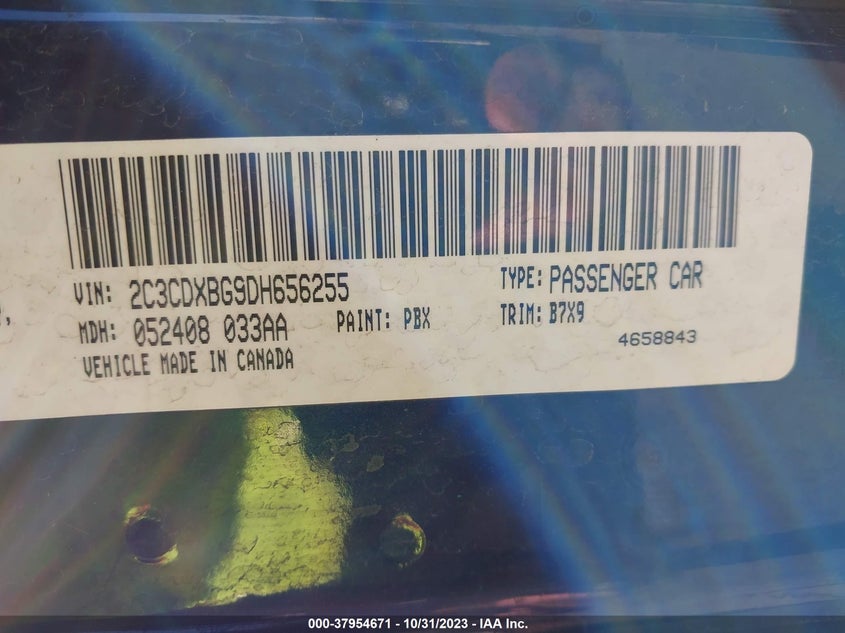 VIN: 2C3CDXBG9DH656255
TYPE: PASSENGER CAR
MDH: 052408 033AA
PAINT: PBX
TRIM: B7X9
VEHICLE MADE IN CANADA
4658843
000-37954671 - 10/31/2023 - IAA Inc.